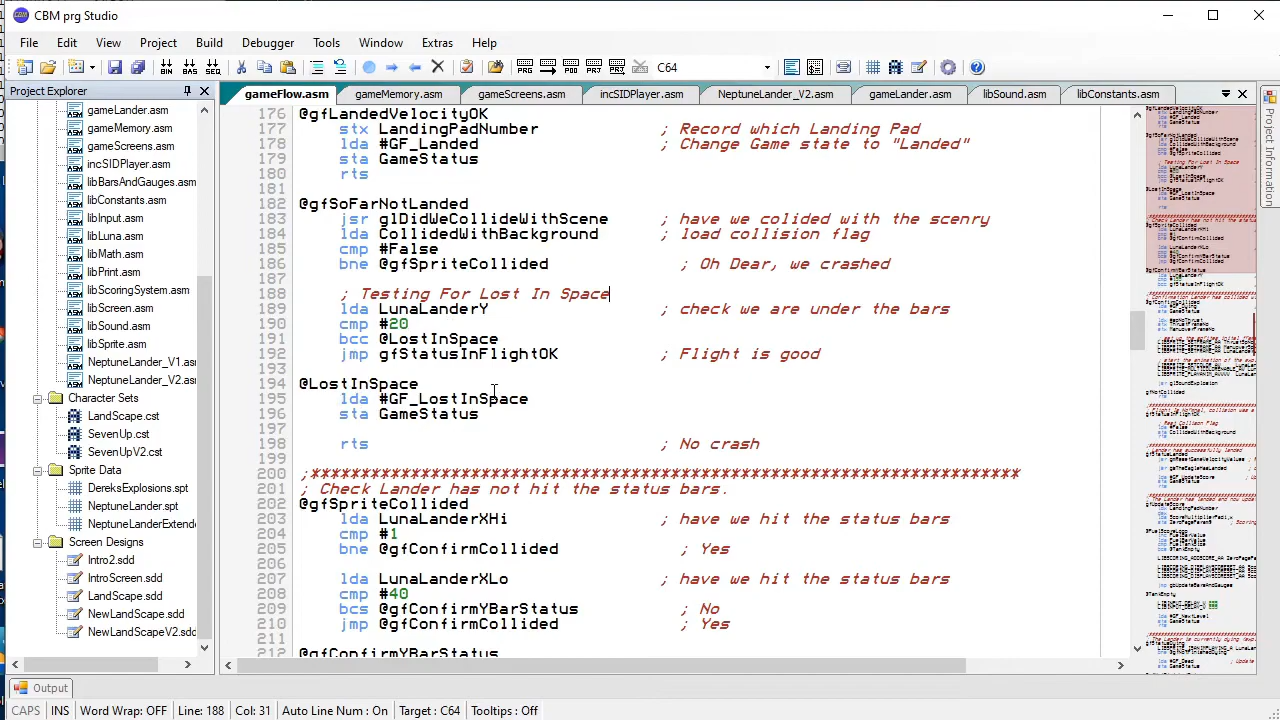 CBM prg Studio
File Edit View Project Build Debugger Tools Window Extras Help
C64
Project Explorer
gameFlow.asm gameMemory.asm gameScreens.asm incSIDPlayer.asm NeptuneLander_V2.asm gameLander.asm libSound.asm libConstants.asm
gameLander.asm
gameMemory.asm
gameScreens.asm
incSIDPlayer.asm
libBarsAndGauges.asm
libConstants.asm
libInput.asm
libLuna.asm
libMath.asm
libPrint.asm
libScoringSystem.asm
libScreen.asm
libSound.asm
libSprite.asm
NeptuneLander_V1.asm
NeptuneLander_V2.asm
Character Sets
LandScape.cst
SevenUp.cst
SevenUpV2.cst
Sprite Data
DereksExplosions.spt
NeptuneLander.spt
NeptuneLanderExtende
Screen Designs
Intro2.sdd
IntroScreen.sdd
LandScape.sdd
NewLandScape.sdd
NewLandScapeV2.sdd
176 @gfLandedVelocityOK
177 stx LandingPadNumber ; Record which Landing Pad
178 lda #GF_Landed ; Change Game state to "Landed"
179 sta GameStatus
180 rts
181
182 @gfSoFarNotLanded
183 jsr glDidWeCollideWithScene ; have we colided with the scenry
184 lda CollidedWithBackground ; load collision flag
185 cmp #False
186 bne @gfSpriteCollided ; Oh Dear, we crashed
187
188 ; Testing For Lost In Space
189 lda LunaLanderY ; check we are under the bars
190 cmp #20
191 bcc @LostInSpace
192 jmp gfStatusInFlightOK ; Flight is good
193
194 @LostInSpace
195 lda #GF_LostInSpace
196 sta GameStatus
197
198 rts ; No crash
199
200 ;***********************************************************************
201 ; Check Lander has not hit the status bars.
202 @gfSpriteCollided
203 lda LunaLanderXHi ; have we hit the status bars
204 cmp #1
205 bne @gfConfirmCollided ; Yes
206
207 lda LunaLanderXLo ; have we hit the status bars
208 cmp #40
209 bcs @gfConfirmYBarStatus ; No
210 jmp @gfConfirmCollided ; Yes
211
212 @gfConfirmYBarStatus
Project Information
Output
CAPS INS Word Wrap: OFF Line: 188 Col: 31 Auto Line Num : On Target: C64 Tooltips : Off